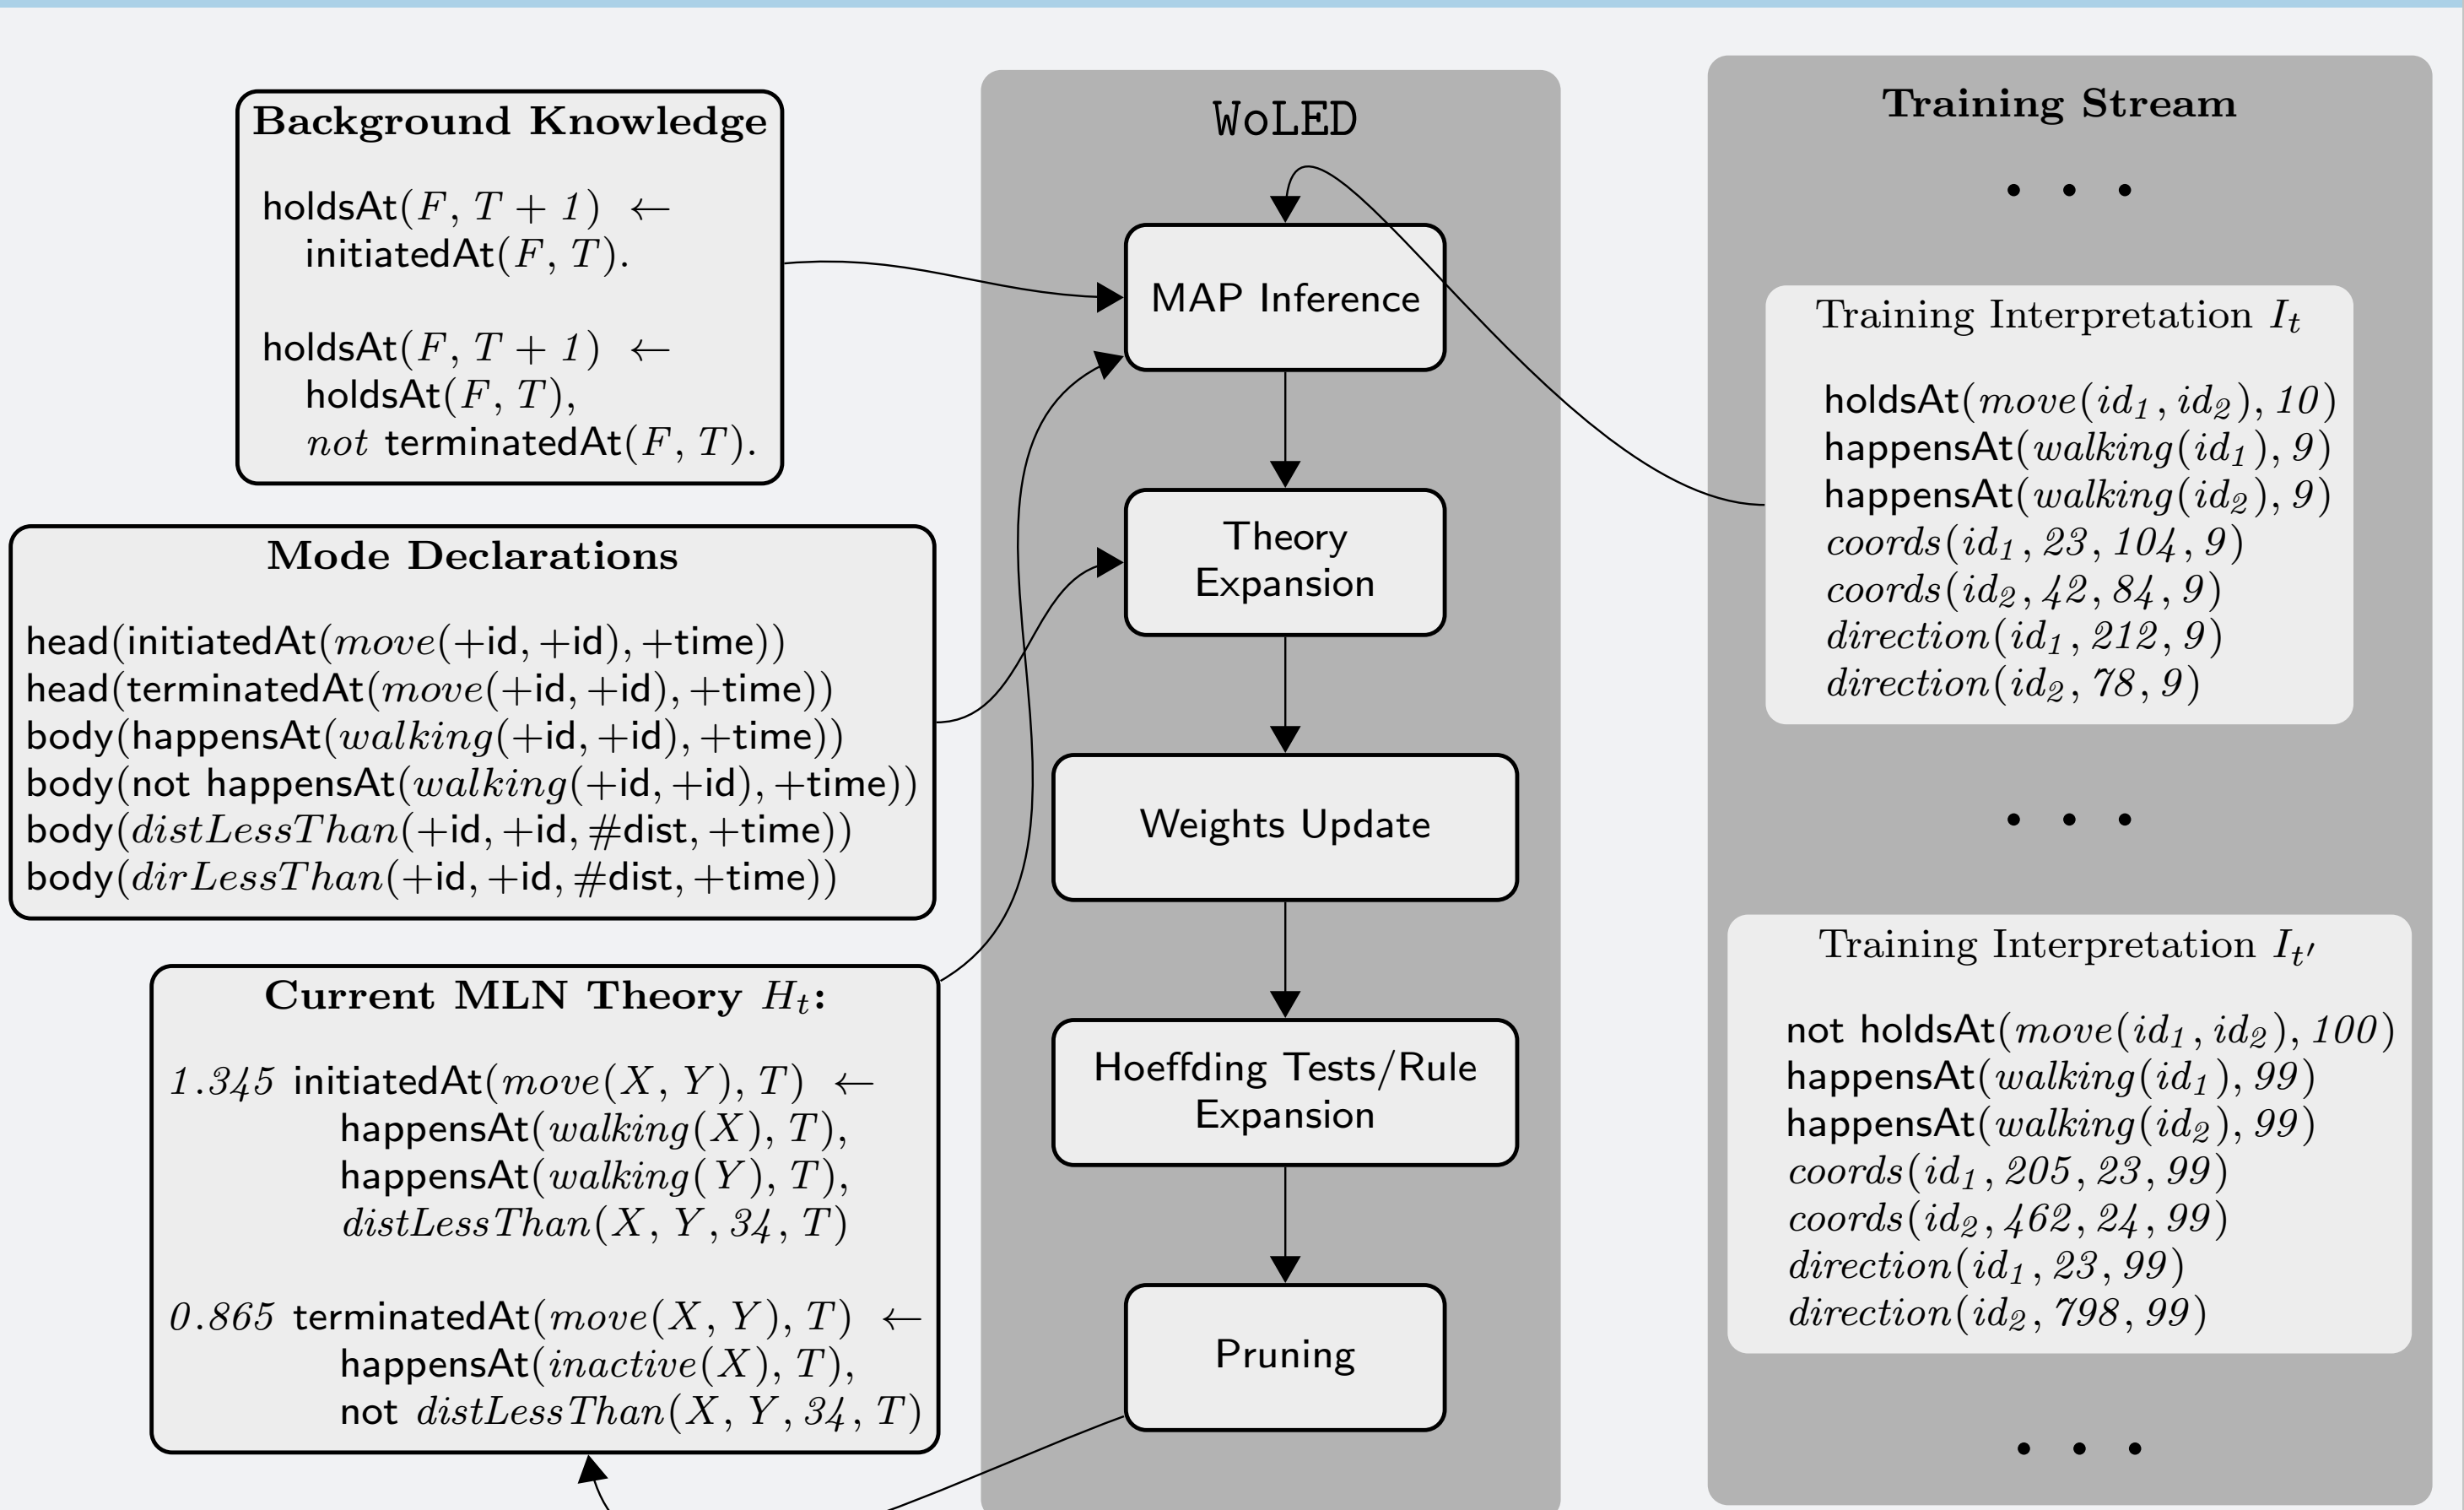 Background Knowledge
holdsAt(F, T + 1) ←
initiatedAt(F, T).
holdsAt(F, T + 1) ←
holdsAt(F, T),
not terminatedAt(F, T).
Mode Declarations
head(initiatedAt(move(+id, +id), +time))
head(terminatedAt(move(+id, +id), +time))
body(happensAt(walking(+id, +id), +time))
body(not happensAt(walking(+id, +id), +time))
body(distLessThan(+id, +id, #dist, +time))
body(dirLessThan(+id, +id, #dist, +time))
Current MLN Theory Hₜ:
1.345 initiatedAt(move(X, Y), T) ←
happensAt(walking(X), T),
happensAt(walking(Y), T),
distLessThan(X, Y, 34, T)
0.865 terminatedAt(move(X, Y), T) ←
happensAt(inactive(X), T),
not distLessThan(X, Y, 34, T)
WoLED
MAP Inference
Theory
Expansion
Weights Update
Hoeffding Tests/Rule
Expansion
Pruning
Training Stream
• • •
Training Interpretation Iₜ
holdsAt(move(id₁, id₂), 10)
happensAt(walking(id₁), 9)
happensAt(walking(id₂), 9)
coords(id₁, 23, 104, 9)
coords(id₂, 42, 84, 9)
direction(id₁, 212, 9)
direction(id₂, 78, 9)
• • •
Training Interpretation Iₜ′
not holdsAt(move(id₁, id₂), 100)
happensAt(walking(id₁), 99)
happensAt(walking(id₂), 99)
coords(id₁, 205, 23, 99)
coords(id₂, 462, 24, 99)
direction(id₁, 23, 99)
direction(id₂, 798, 99)
• • •